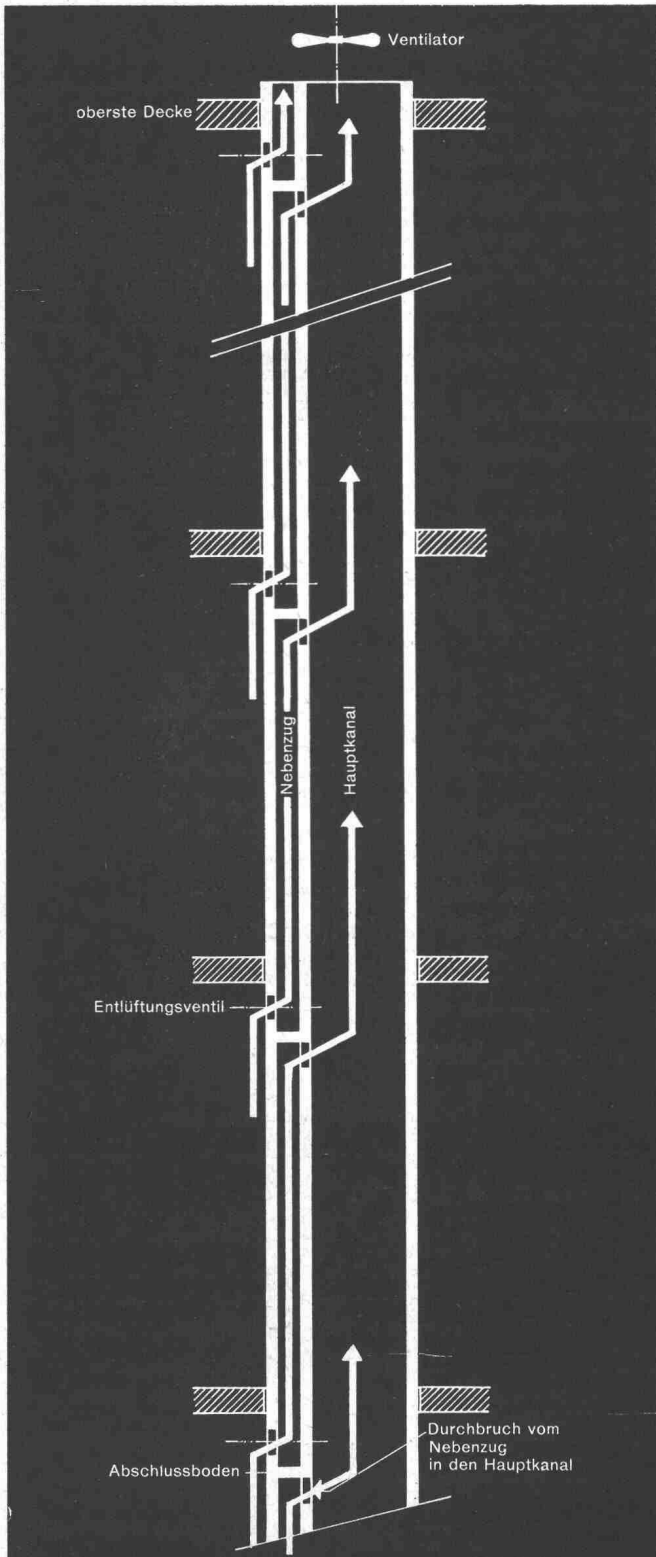 Ventilator
oberste Decke
Nebenzug
Hauptkanal
Entlüftungsventil
Durchbruch vom
Nebenzug
in den Hauptkanal
Abschlussboden